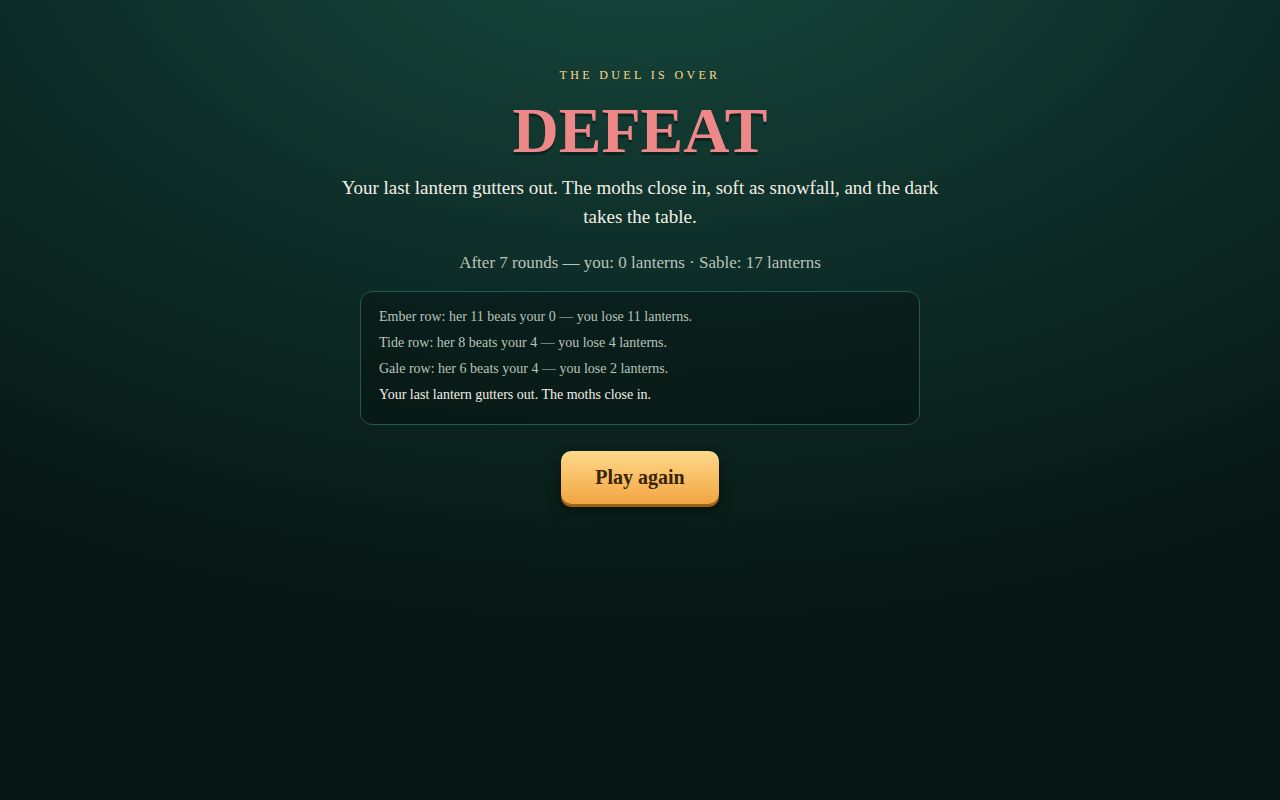 THE DUEL IS OVER
DEFEAT
Your last lantern gutters out. The moths close in, soft as snowfall, and the dark
takes the table.
After 7 rounds — you: 0 lanterns · Sable: 17 lanterns
Ember row: her 11 beats your 0 — you lose 11 lanterns.
Tide row: her 8 beats your 4 — you lose 4 lanterns.
Gale row: her 6 beats your 4 — you lose 2 lanterns.
Your last lantern gutters out. The moths close in.
Play again